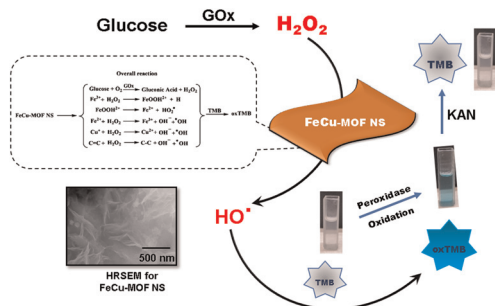 Glucose
GOx
H₂O₂
TMB
KAN
Overall reaction
Glucose + O₂ GOx Gluconic Acid + H₂O₂
Fe³⁺ + H₂O₂ FeOOH²⁺ + H
FeOOH²⁺ Fe²⁺ + HO₂•
FeCu-MOF NS
Fe²⁺ + H₂O₂ Fe³⁺ + OH⁻ + •OH
TMB
oxTMB
Cu⁺ + H₂O₂ Cu²⁺ + OH⁻ + •OH
C=C + H₂O₂ C-C + OH⁻ + •OH
FeCu-MOF NS
HO•
500 nm
HRSEM for
FeCu-MOF NS
Peroxidase
Oxidation
TMB
oxTMB